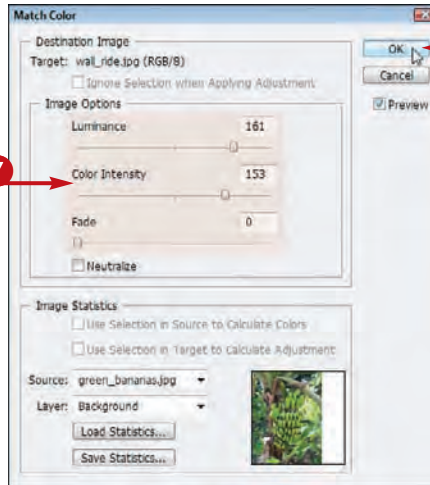 Match Color
Destination Image
Target: wall_ride.jpg (RGB/8)
Ignore Selection when Applying Adjustment
Image Options
Luminance 161
Color Intensity 153
Fade 0
Neutralize
OK
Cancel
Preview
Image Statistics
Use Selection in Source to Calculate Colors
Use Selection in Target to Calculate Adjustment
Source: green_bananas.jpg
Layer: Background
Load Statistics...
Save Statistics...